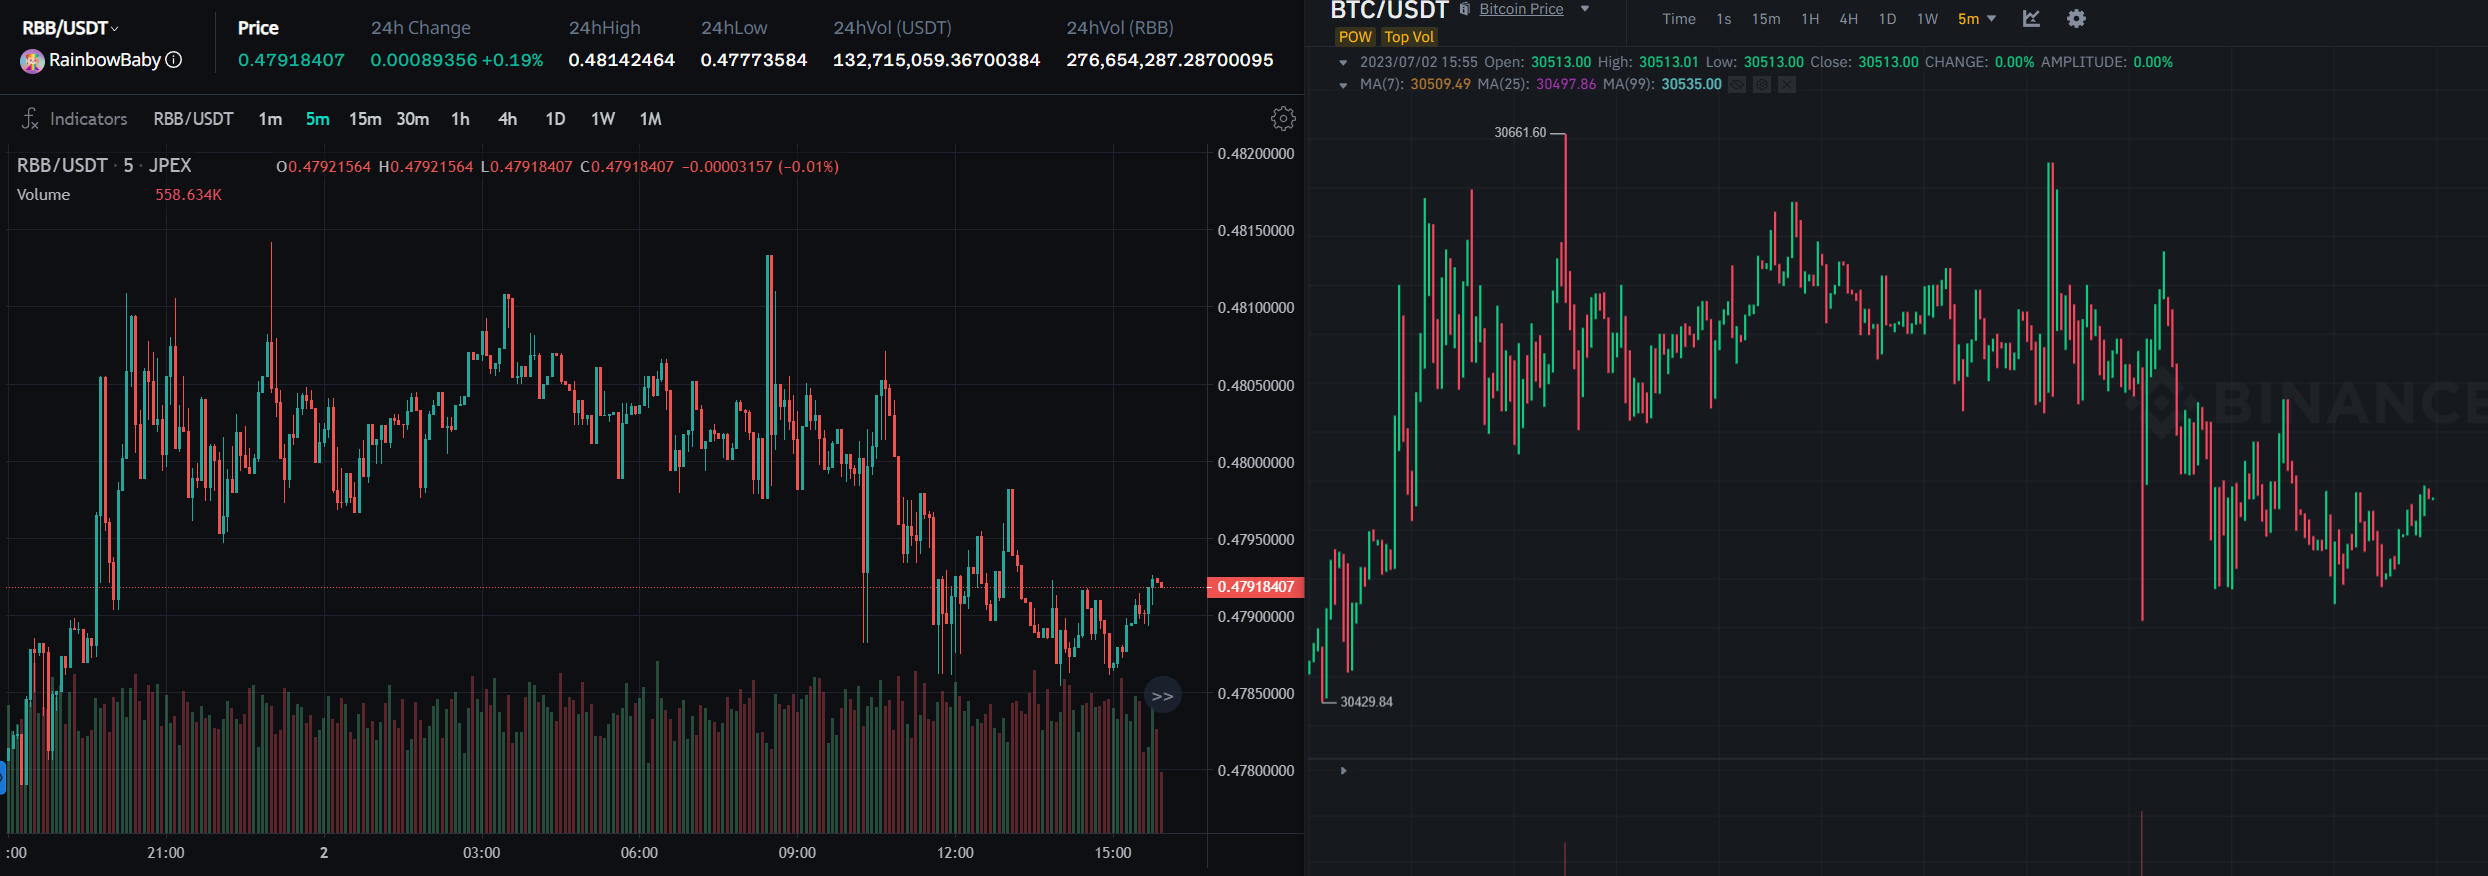 RBB/USDT
RainbowBaby
Price
0.47918407
24h Change
0.00089356 +0.19%
24hHigh
0.48142464
24hLow
0.47773584
24hVol (USDT)
132,715,059.36700384
24hVol (RBB)
276,654,287.28700095
Indicators RBB/USDT 1m 5m 15m 30m 1h 4h 1D 1W 1M
RBB/USDT · 5 · JPEX O0.47921564 H0.47921564 L0.47918407 C0.47918407 −0.00003157 (−0.01%)
Volume 558.634K
0.48200000
0.48150000
0.48100000
0.48050000
0.48000000
0.47950000
0.47918407
0.47900000
0.47850000
0.47800000
>>
:00 21:00 2 03:00 06:00 09:00 12:00 15:00
BTC/USDT Bitcoin Price
POW Top Vol
Time 1s 15m 1H 4H 1D 1W 5m
2023/07/02 15:55 Open: 30513.00 High: 30513.01 Low: 30513.00 Close: 30513.00 CHANGE: 0.00% AMPLITUDE: 0.00%
MA(7): 30509.49 MA(25): 30497.86 MA(99): 30535.00
30661.60
BINANCE
30429.84